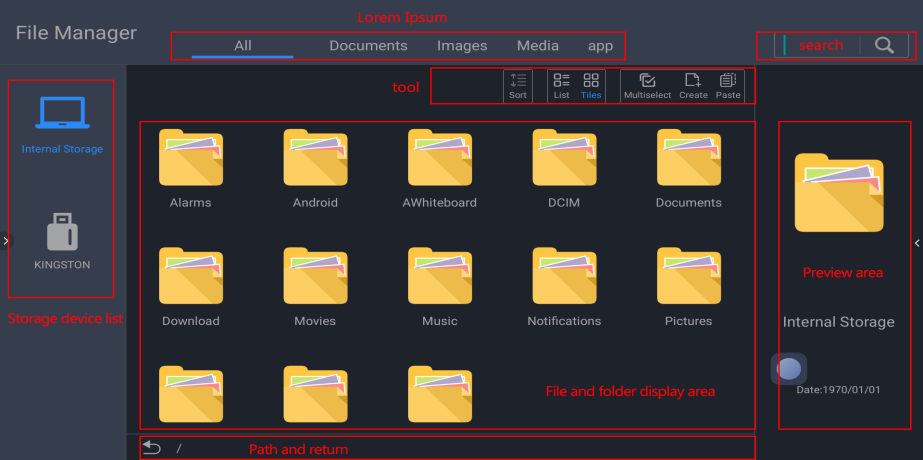 Lorem Ipsum
File Manager
All Documents Images Media app
search
tool
Sort List Tiles Multiselect Create Paste
Internal Storage
KINGSTON
Storage device list
Alarms Android AWhiteboard DCIM Documents
Download Movies Music Notifications Pictures
File and folder display area
Preview area
Internal Storage
Date:1970/01/01
/ Path and return